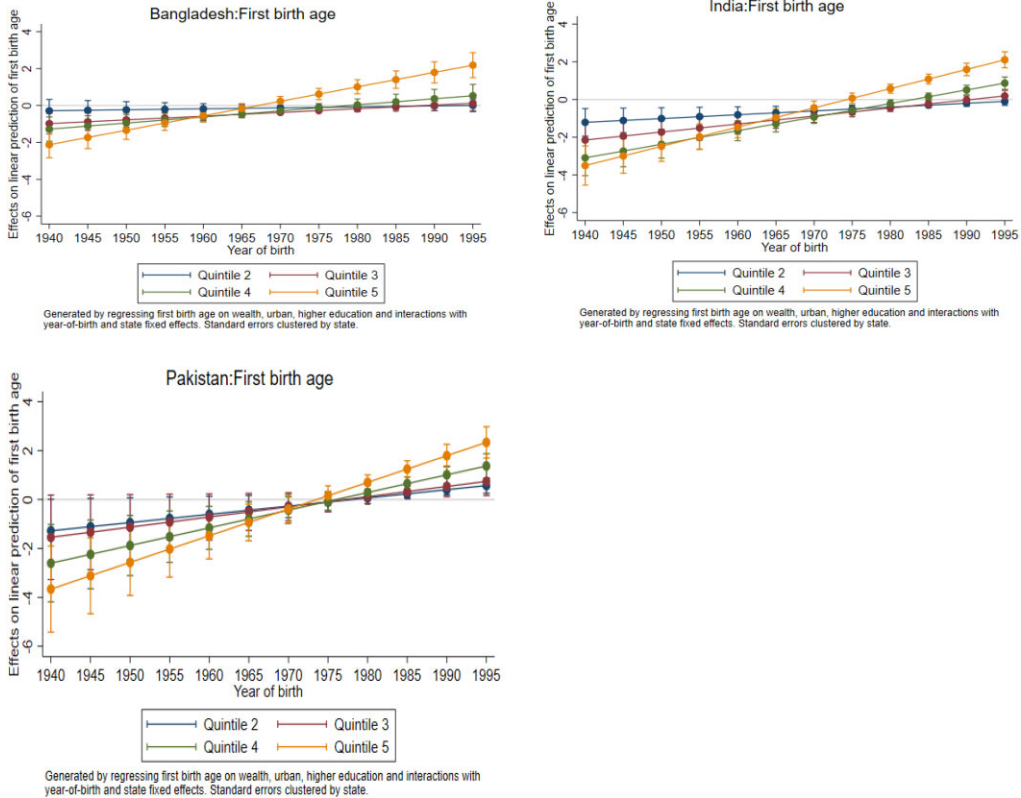 Bangladesh:First birth age
Effects on linear prediction of first birth age
4
2
0
-2
-4
-6
1940 1945 1950 1955 1960 1965 1970 1975 1980 1985 1990 1995
Year of birth
Quintile 2 Quintile 3
Quintile 4 Quintile 5
Generated by regressing first birth age on wealth, urban, higher education and interactions with
year-of-birth and state fixed effects. Standard errors clustered by state.
India:First birth age
Effects on linear prediction of first birth age
4
2
0
-2
-4
-6
1940 1945 1950 1955 1960 1965 1970 1975 1980 1985 1990 1995
Year of birth
Quintile 2 Quintile 3
Quintile 4 Quintile 5
Generated by regressing first birth age on wealth, urban, higher education and interactions with
year-of-birth and state fixed effects. Standard errors clustered by state.
Pakistan:First birth age
Effects on linear prediction of first birth age
4
2
0
-2
-4
-6
1940 1945 1950 1955 1960 1965 1970 1975 1980 1985 1990 1995
Year of birth
Quintile 2 Quintile 3
Quintile 4 Quintile 5
Generated by regressing first birth age on wealth, urban, higher education and interactions with
year-of-birth and state fixed effects. Standard errors clustered by state.